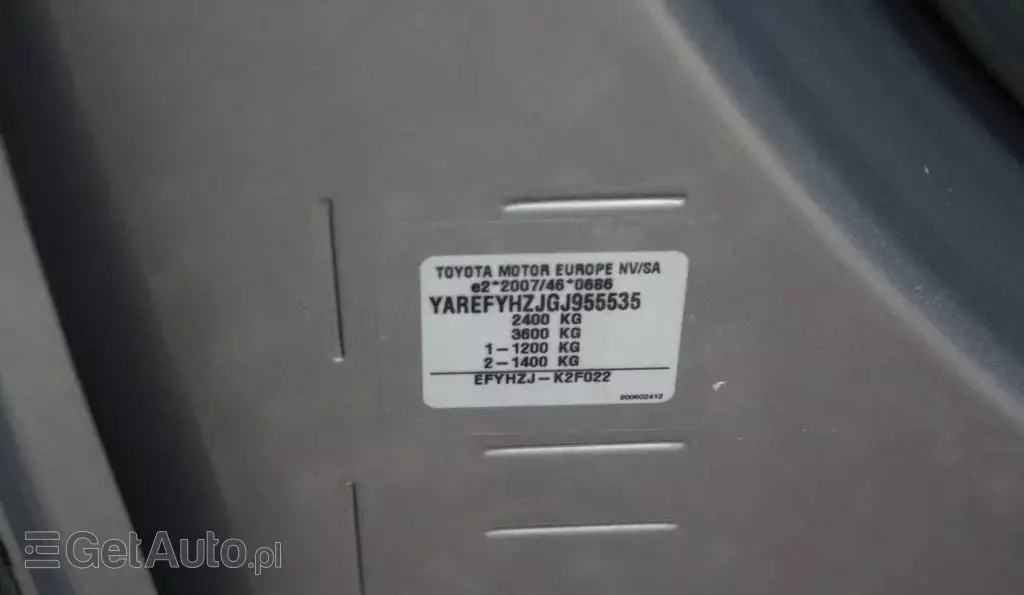 TOYOTA MOTOR EUROPE NV/SA
e2*2007/46*0686
YAREFYHZJGJ955535
2400 KG
3600 KG
1-1200 KG
2-1400 KG
EFYHZJ-K2F022
200602412
GetAuto.pl